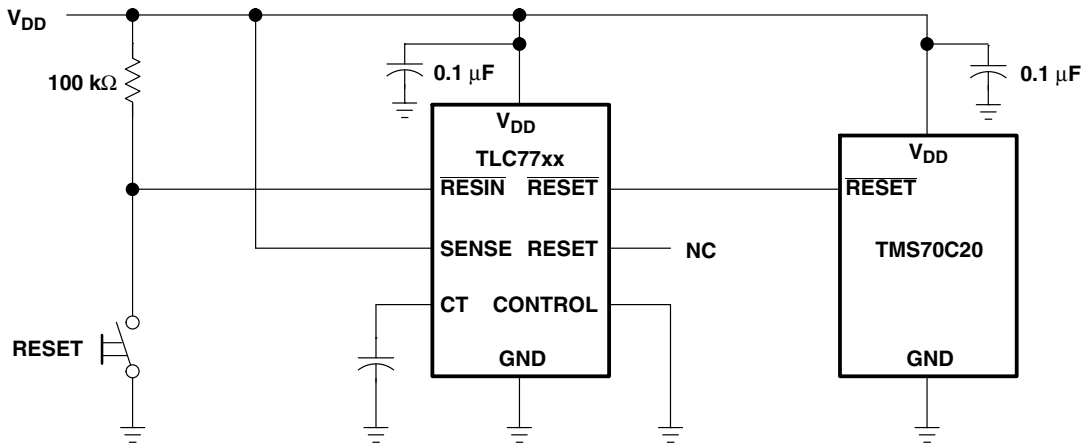 VDD
100 kΩ
0.1 μF
0.1 μF
VDD
TLC77xx
RESIN RESET
SENSE RESET
CT CONTROL
GND
NC
VDD
RESET
TMS70C20
GND
RESET